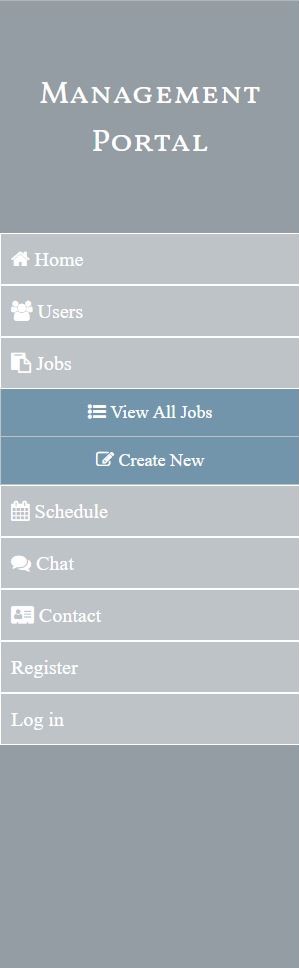 Management
Portal
Home
Users
Jobs
View All Jobs
Create New
Schedule
Chat
Contact
Register
Log in